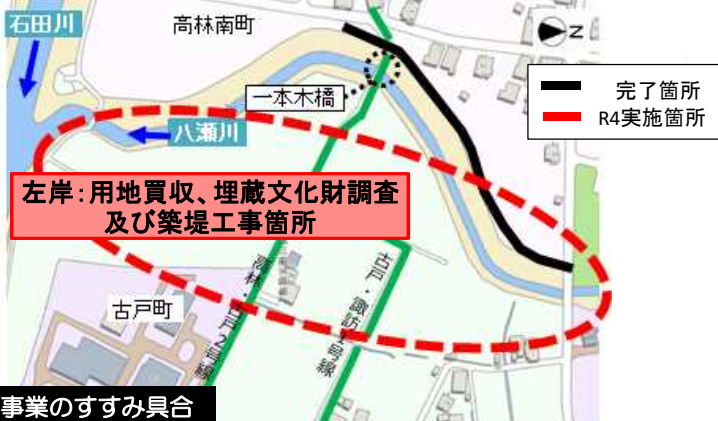 石田川
高林南町
N
完了箇所
R4実施箇所
一本木橋
八瀬川
左岸：用地買収、埋蔵文化財調査
及び築堤工事箇所
高林・古戸2号線
古戸・諏訪1号線
古戸町
事業のすすみ具合